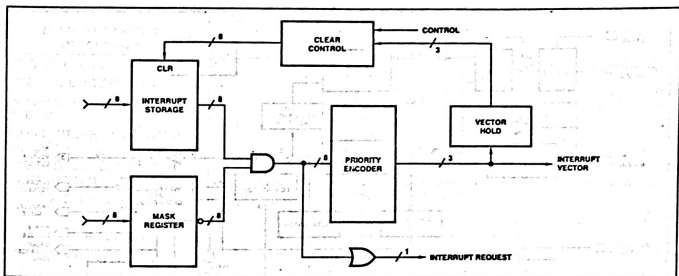 8
CLEAR
CONTROL
CONTROL
3
CLR
8
INTERRUPT
STORAGE
8
VECTOR
HOLD
8
PRIORITY
ENCODER
3
INTERRUPT
VECTOR
8
MASK
REGISTER
8
1
INTERRUPT REQUEST